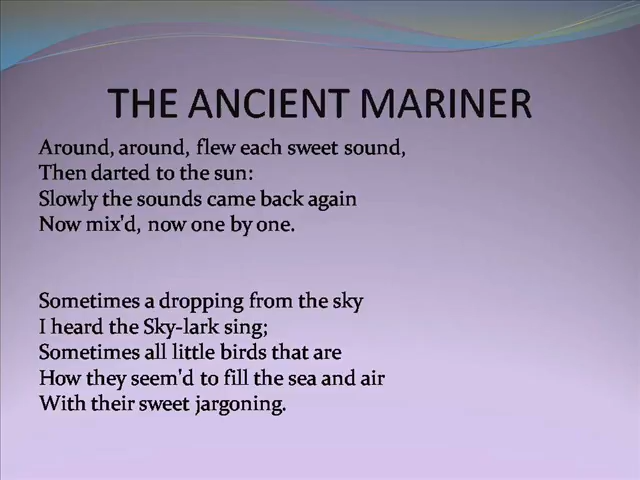 THE ANCIENT MARINER
Around, around, flew each sweet sound,
Then darted to the sun:
Slowly the sounds came back again
Now mix'd, now one by one.
Sometimes a dropping from the sky
I heard the Sky-lark sing;
Sometimes all little birds that are
How they seem'd to fill the sea and air
With their sweet jargoning.